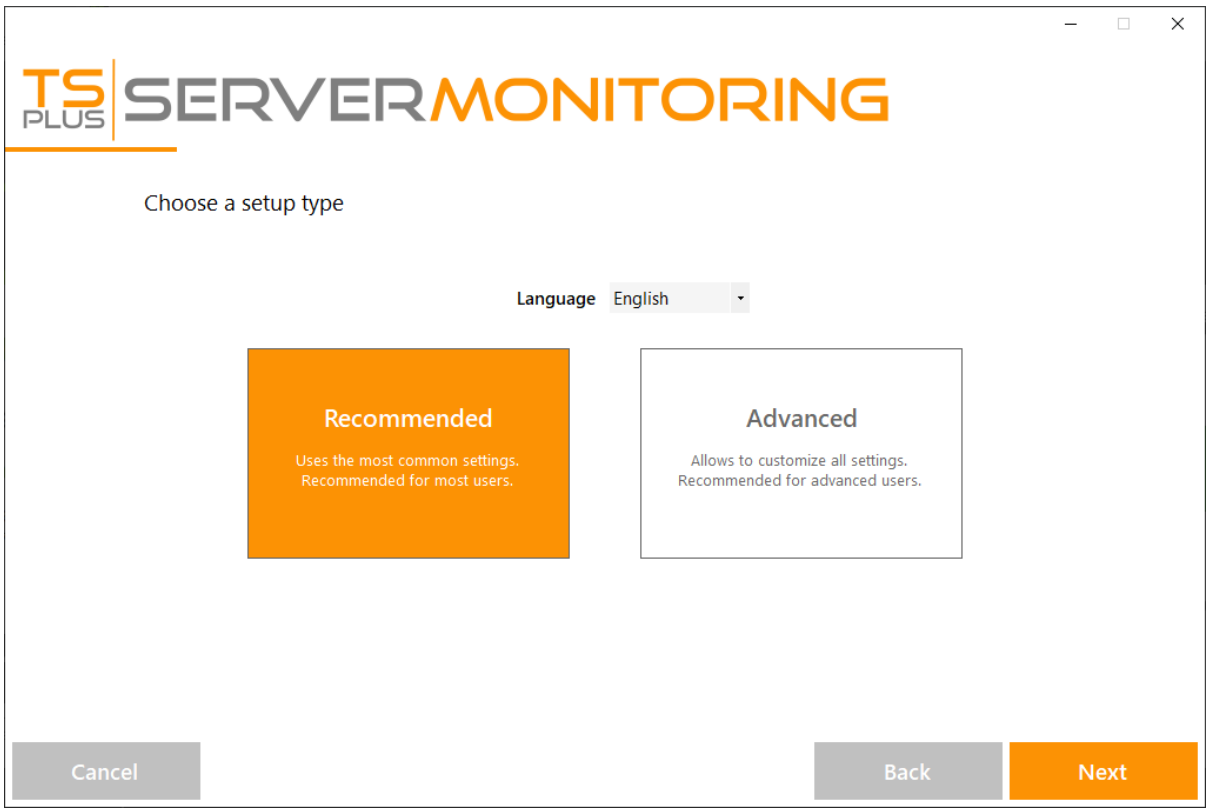 TS PLUS SERVERMONITORING
Choose a setup type
Language English
Recommended
Uses the most common settings.
Recommended for most users.
Advanced
Allows to customize all settings.
Recommended for advanced users.
Cancel
Back
Next